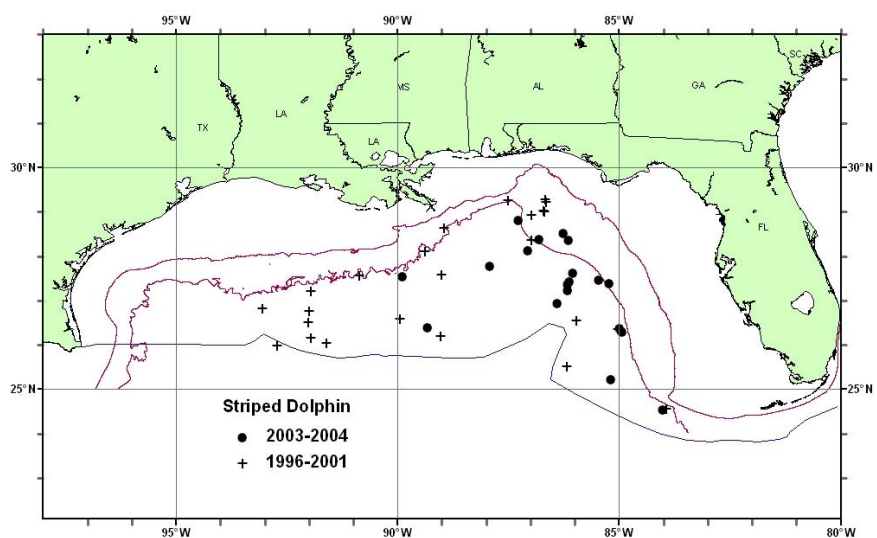 95°W 90°W 85°W 80°W
SC
MS AL GA
LA
TX
LA
30°N 30°N
FL
25°N 25°N
Striped Dolphin
2003-2004
1996-2001
95°W 90°W 85°W 80°W